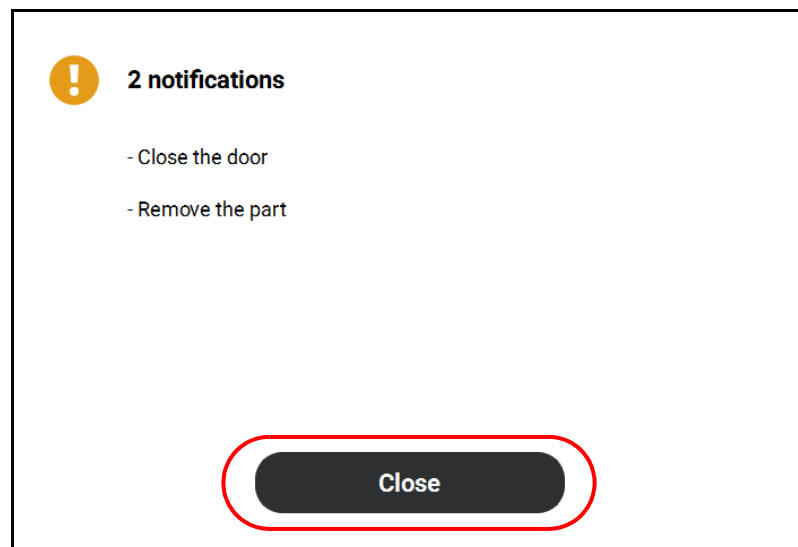 2 notifications
- Close the door
- Remove the part
Close